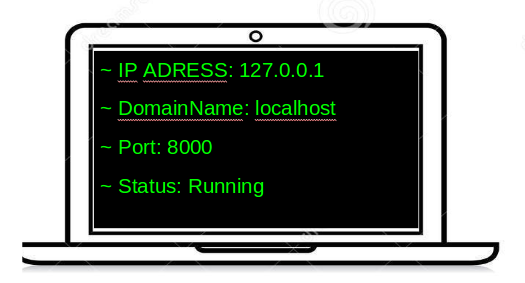 ~ IP ADRESS: 127.0.0.1
~ DomainName: localhost
~ Port: 8000
~ Status: Running